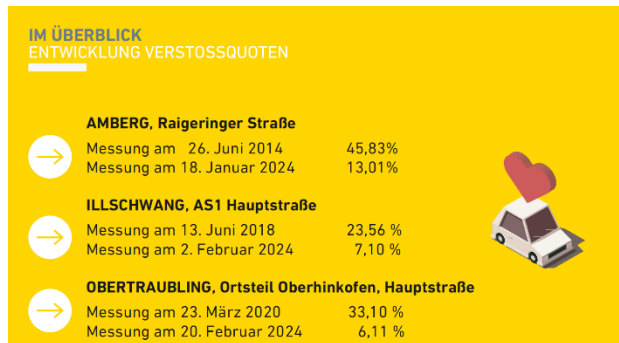 IM ÜBERBLICK
ENTWICKLUNG VERSTOSSQUOTEN
AMBERG, Raigeringer Straße
Messung am 26. Juni 2014 45,83%
Messung am 18. Januar 2024 13,01%
ILLSCHWANG, AS1 Hauptstraße
Messung am 13. Juni 2018 23,56 %
Messung am 2. Februar 2024 7,10 %
OBERTRAUBLING, Ortsteil Oberhinkofen, Hauptstraße
Messung am 23. März 2020 33,10 %
Messung am 20. Februar 2024 6,11 %